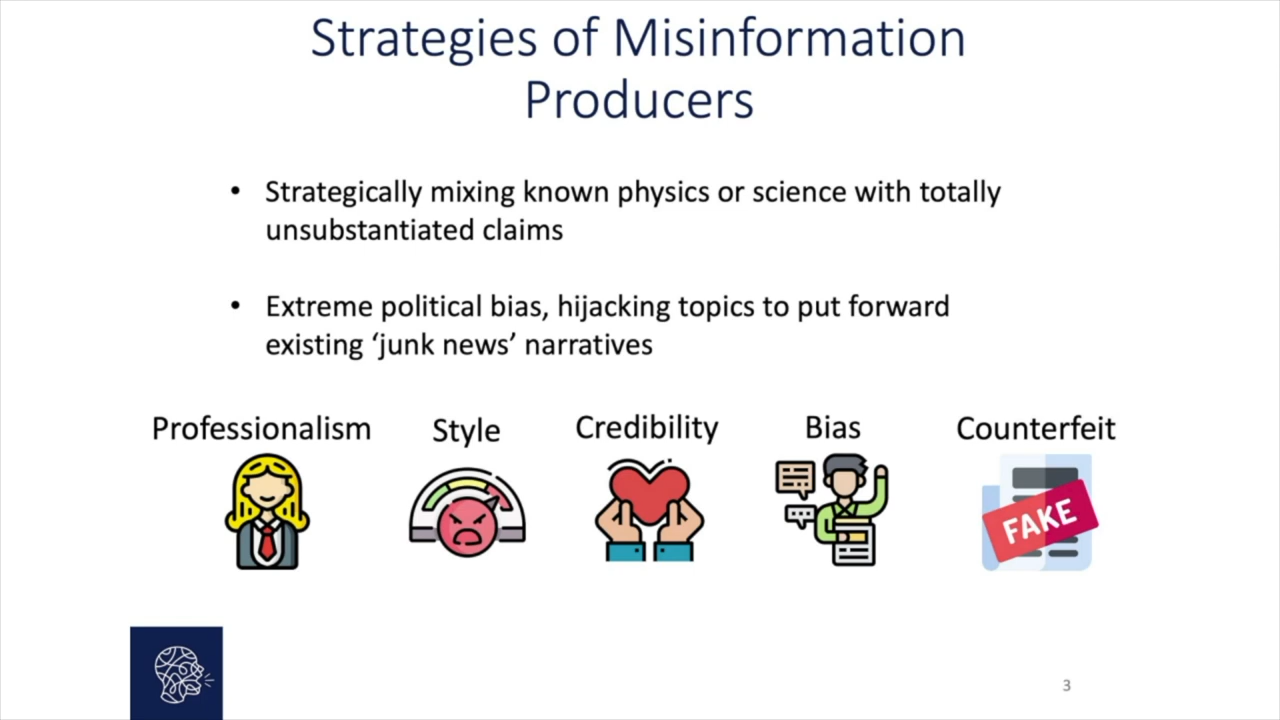 Strategies of Misinformation
Producers
• Strategically mixing known physics or science with totally
unsubstantiated claims
• Extreme political bias, hijacking topics to put forward
existing ‘junk news’ narratives
Professionalism Style Credibility Bias Counterfeit
FAKE
3